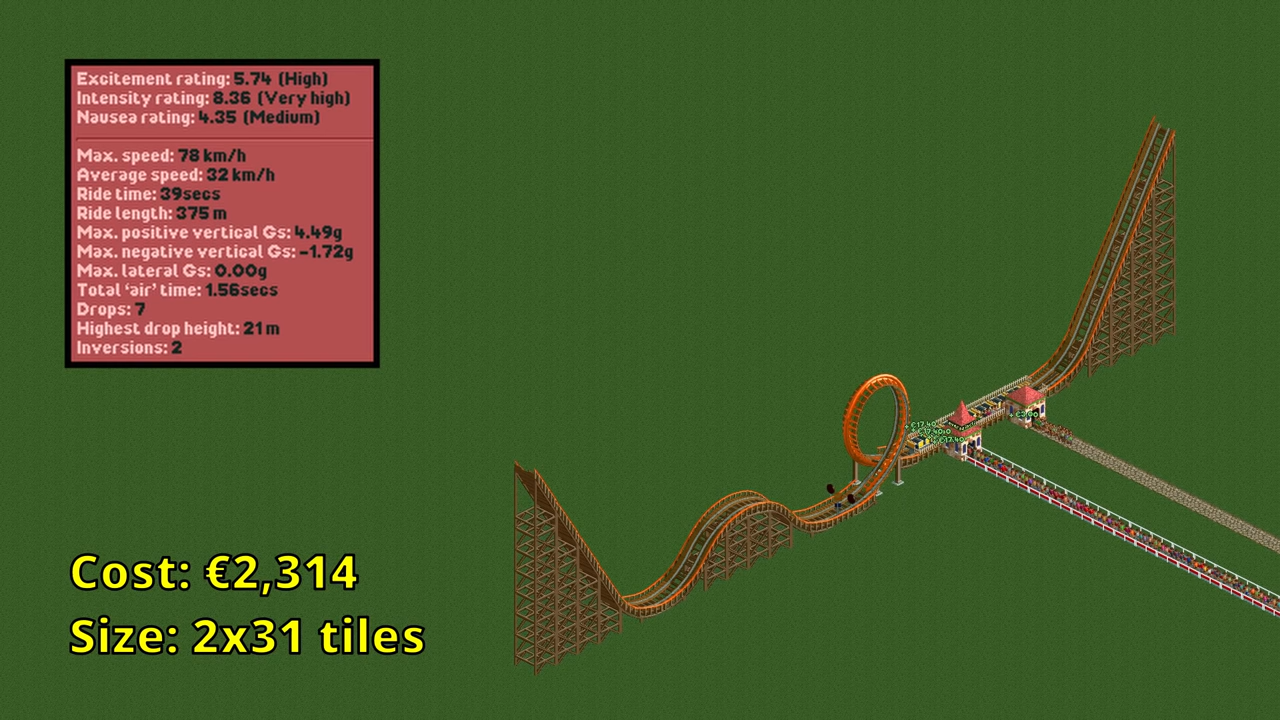 Excitement rating: 5.74 (High)
Intensity rating: 8.36 (Very high)
Nausea rating: 4.35 (Medium)
Max. speed: 78 km/h
Average speed: 32 km/h
Ride time: 39secs
Ride length: 375 m
Max. positive vertical Gs: 4.49g
Max. negative vertical Gs: -1.72g
Max. lateral Gs: 0.00g
Total ‘air’ time: 1.56secs
Drops: 7
Highest drop height: 21 m
Inversions: 2
+ €17.40
Cost: €2,314
Size: 2x31 tiles